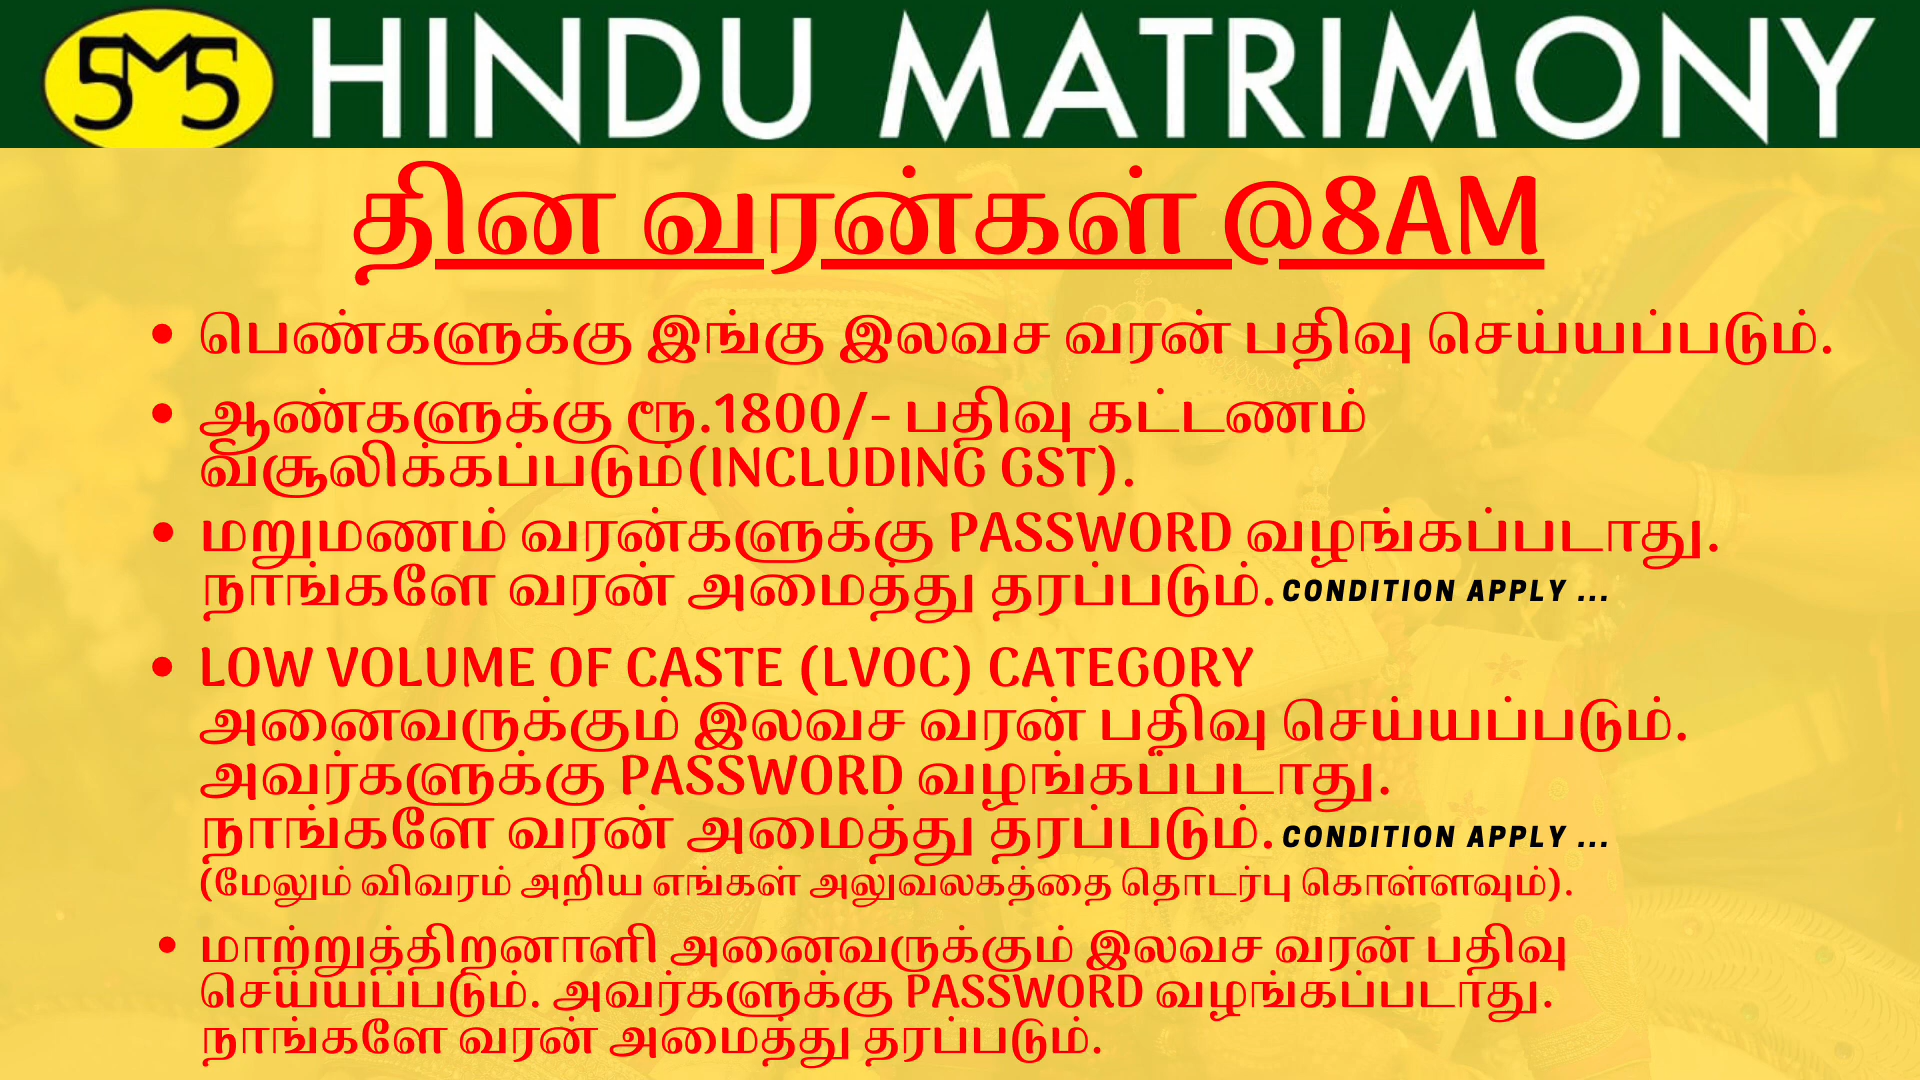 5M5 HINDU MATRIMONY
தின வரன்கள் @8AM
• பெண்களுக்கு இங்கு இலவச வரன் பதிவு செய்யப்படும்.
• ஆண்களுக்கு ரூ.1800/- பதிவு கட்டணம்
வசூலிக்கப்படும்(INCLUDING GST).
• மறுமணம் வரன்களுக்கு PASSWORD வழங்கப்படாது.
நாங்களே வரன் அமைத்து தரப்படும். CONDITION APPLY ...
• LOW VOLUME OF CASTE (LVOC) CATEGORY
அனைவருக்கும் இலவச வரன் பதிவு செய்யப்படும்.
அவர்களுக்கு PASSWORD வழங்கப்படாது.
நாங்களே வரன் அமைத்து தரப்படும். CONDITION APPLY ...
(மேலும் விவரம் அறிய எங்கள் அலுவலகத்தை தொடர்பு கொள்ளவும்).
• மாற்றுத்திறனாளி அனைவருக்கும் இலவச வரன் பதிவு
செய்யப்படும். அவர்களுக்கு PASSWORD வழங்கப்படாது.
நாங்களே வரன் அமைத்து தரப்படும்.